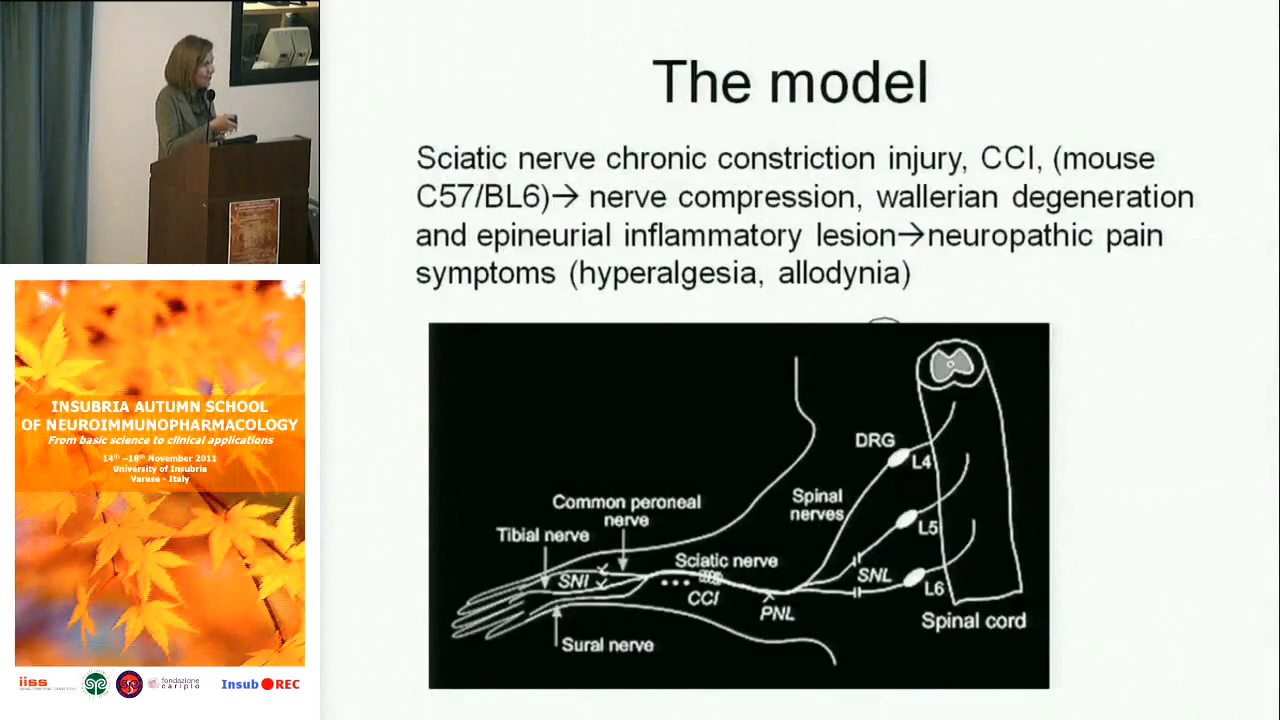 The model
Sciatic nerve chronic constriction injury, CCI, (mouse
C57/BL6)→ nerve compression, wallerian degeneration
and epineurial inflammatory lesion→neuropathic pain
symptoms (hyperalgesia, allodynia)
DRG
L4
Spinal
nerves
L5
Common peroneal
nerve
Tibial nerve
Sciatic nerve
SNI
CCI
SNL
L6
PNL
Spinal cord
Sural nerve
INSUBRIA AUTUMN SCHOOL
OF NEUROIMMUNOPHARMACOLOGY
From basic science to clinical applications
14th –18th November 2011
University of Insubria
Varese - Italy
iiss
fondazione
cariplo
Insub REC